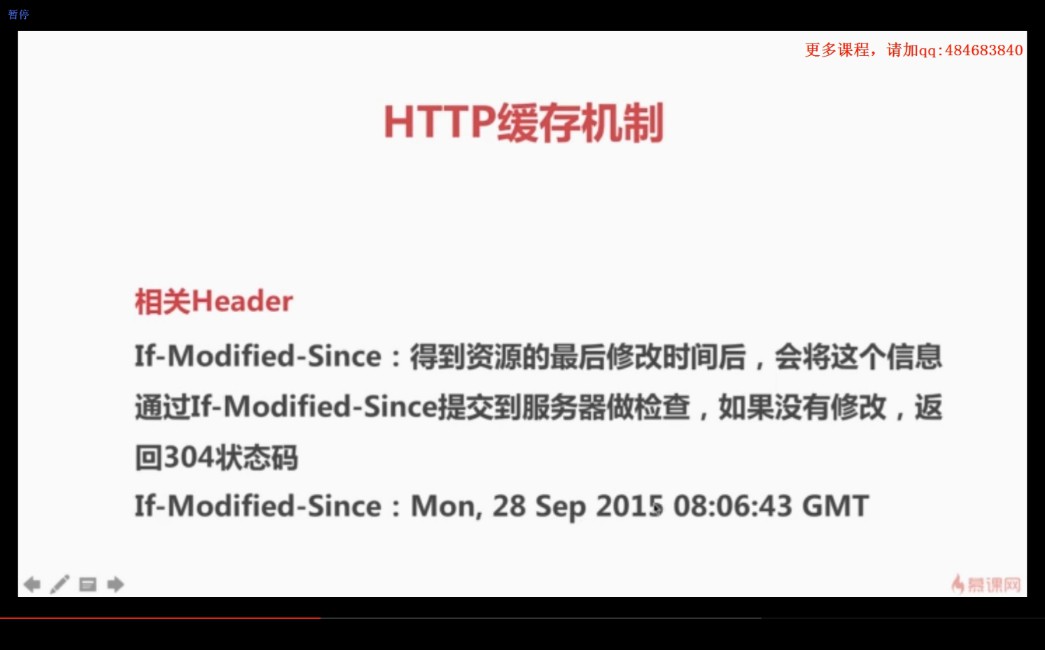 暂停
更多课程，请加qq:484683840
HTTP缓存机制
相关Header
If-Modified-Since：得到资源的最后修改时间后，会将这个信息
通过If-Modified-Since提交到服务器做检查，如果没有修改，返
回304状态码
If-Modified-Since：Mon, 28 Sep 2015 08:06:43 GMT
慕课网